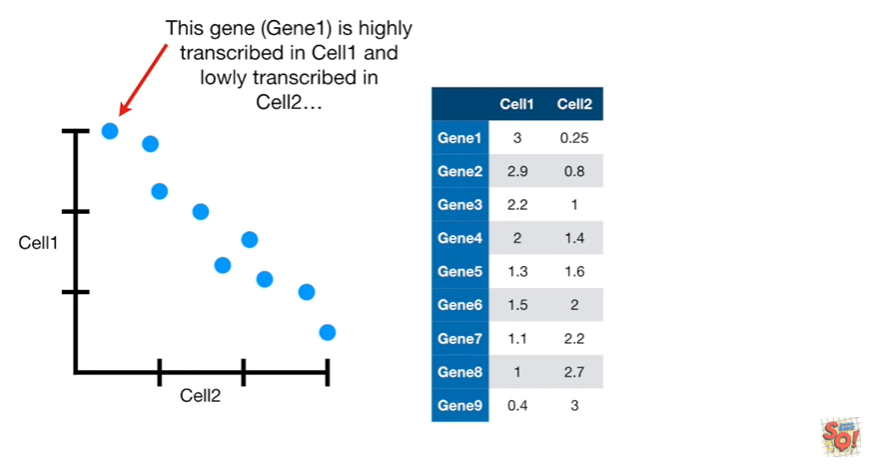 This gene (Gene1) is highly
transcribed in Cell1 and
lowly transcribed in
Cell2…
Cell1
Cell2
Cell1 Cell2
Gene1 3 0.25
Gene2 2.9 0.8
Gene3 2.2 1
Gene4 2 1.4
Gene5 1.3 1.6
Gene6 1.5 2
Gene7 1.1 2.2
Gene8 1 2.7
Gene9 0.4 3
SQ!